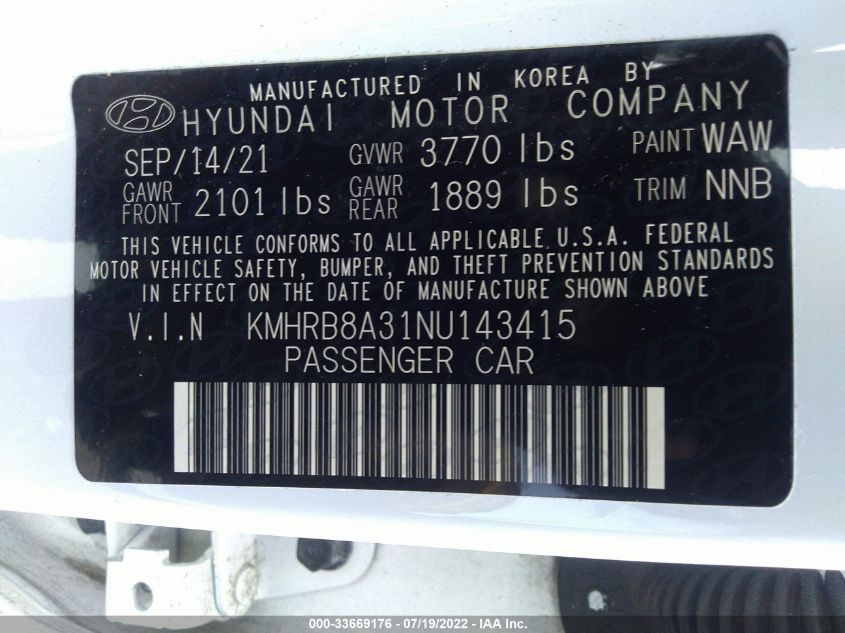 MANUFACTURED IN KOREA BY
HYUNDAI MOTOR COMPANY
SEP/14/21 GVWR 3770 lbs PAINT WAW
GAWR FRONT 2101 lbs GAWR REAR 1889 lbs TRIM NNB
THIS VEHICLE CONFORMS TO ALL APPLICABLE U.S.A. FEDERAL
MOTOR VEHICLE SAFETY, BUMPER, AND THEFT PREVENTION STANDARDS
IN EFFECT ON THE DATE OF MANUFACTURE SHOWN ABOVE
V.I.N KMHRB8A31NU143415
PASSENGER CAR
000-33669176 - 07/19/2022 - IAA Inc.